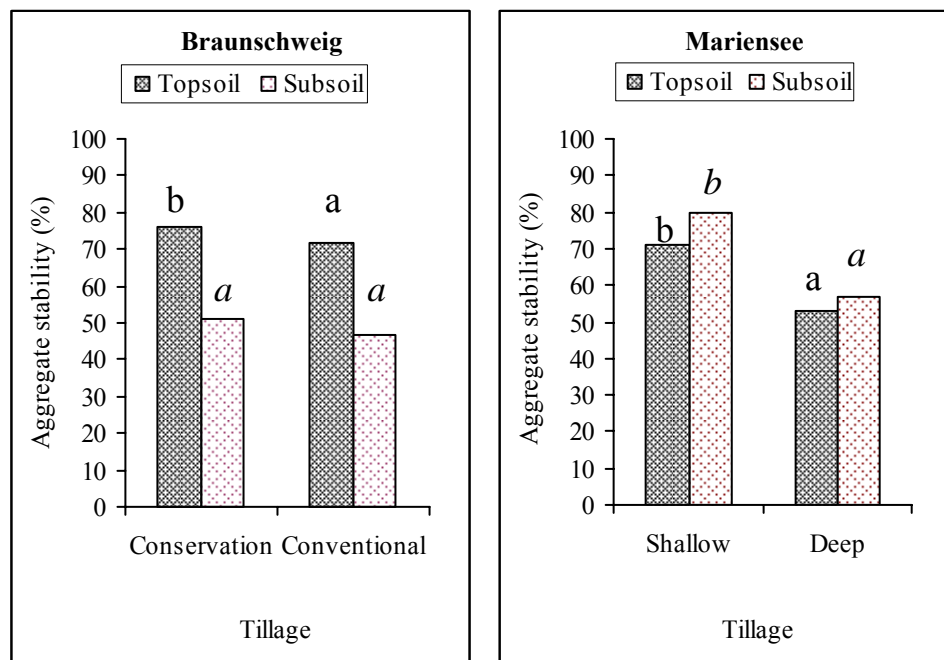 Braunschweig
Topsoil Subsoil
100
90
80
70
60
50
40
30
20
10
0
Aggregate stability (%)
b
a
a
a
Conservation Conventional
Tillage
Mariensee
Topsoil Subsoil
100
90
80
70
60
50
40
30
20
10
0
Aggregate stability (%)
b
b
a
a
Shallow Deep
Tillage